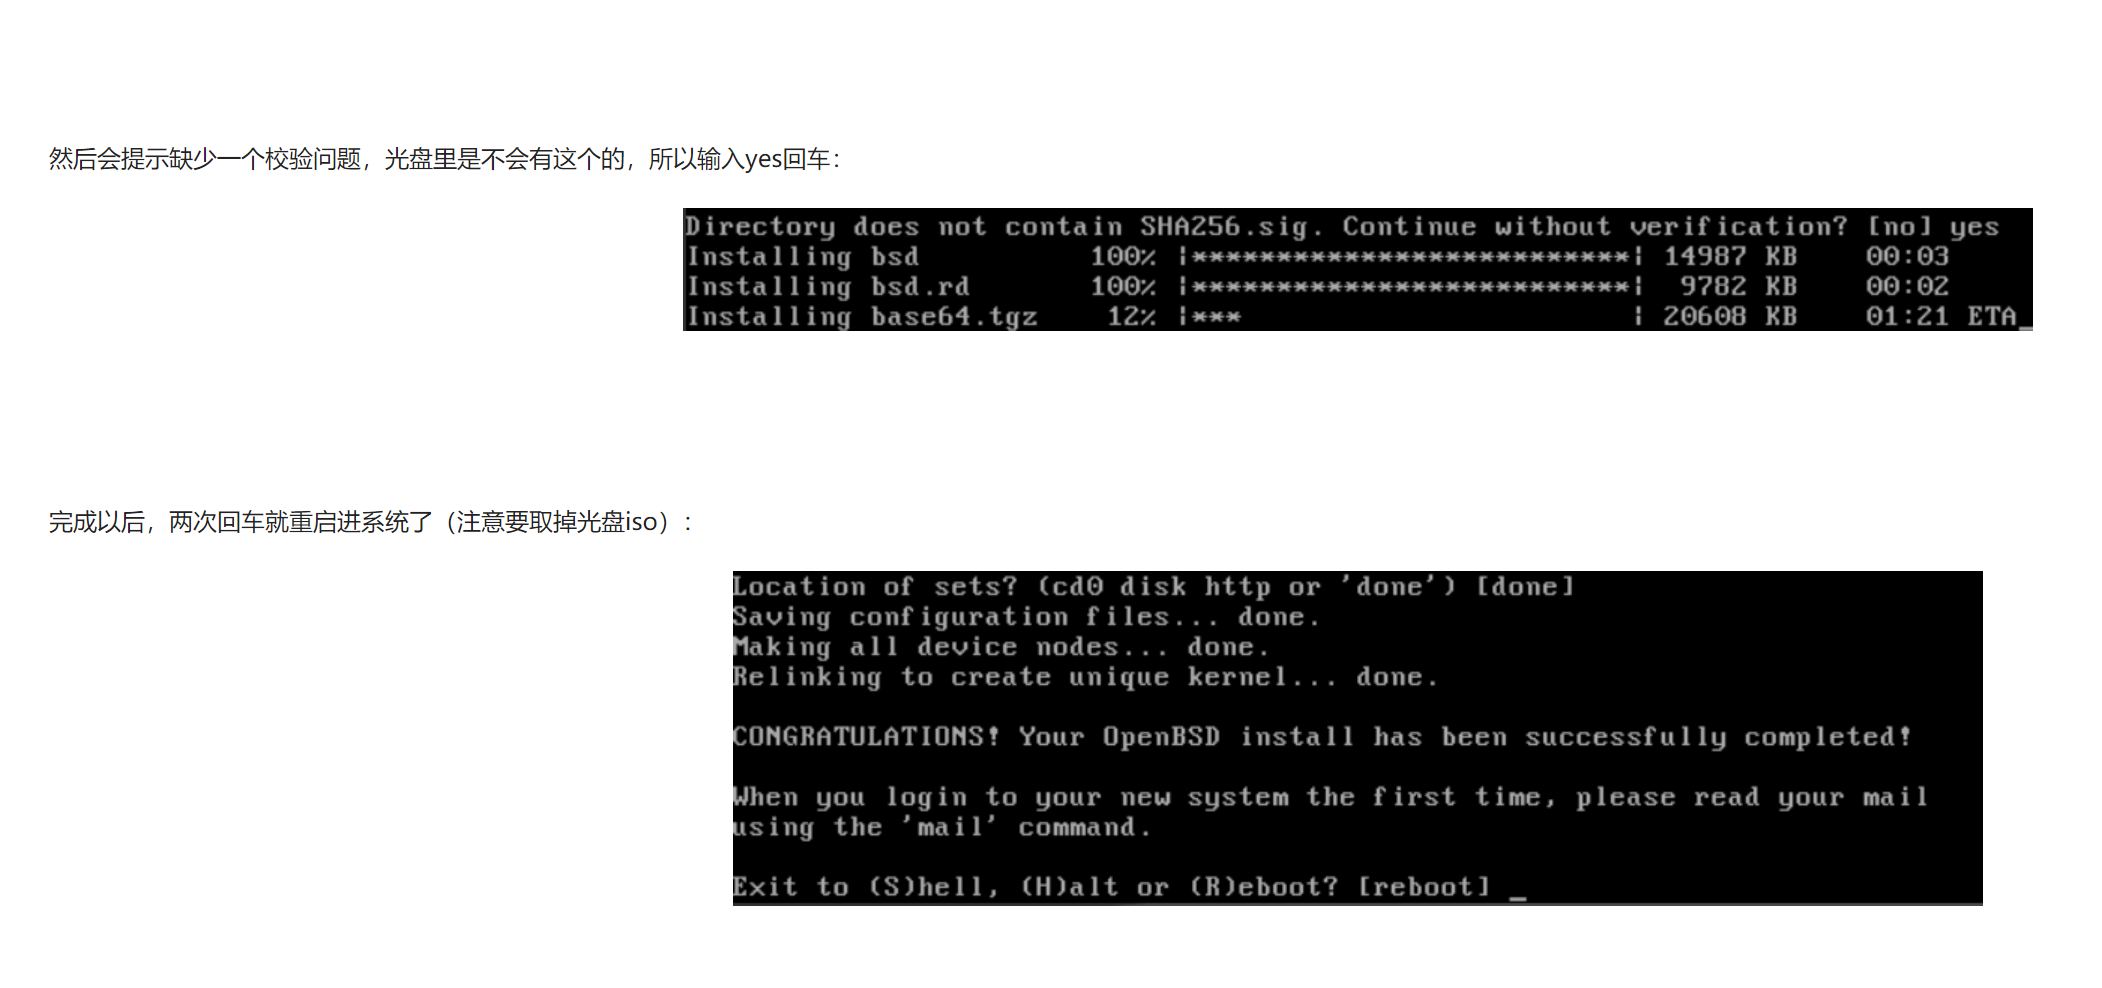 然后会提示缺少一个校验问题，光盘里是不会有这个的，所以输入yes回车：
Directory does not contain SHA256.sig. Continue without verification? [no] yes
Installing bsd          100% |**************************| 14987 KB    00:03
Installing bsd.rd       100% |**************************|  9782 KB    00:02
Installing base64.tgz    12% |***                       | 20608 KB    01:21 ETA_
完成以后，两次回车就重启进系统了（注意要取掉光盘iso）：
Location of sets? (cd0 disk http or 'done') [done]
Saving configuration files... done.
Making all device nodes... done.
Relinking to create unique kernel... done.
CONGRATULATIONS! Your OpenBSD install has been successfully completed!
When you login to your new system the first time, please read your mail
using the 'mail' command.
Exit to (S)hell, (H)alt or (R)eboot? [reboot] _